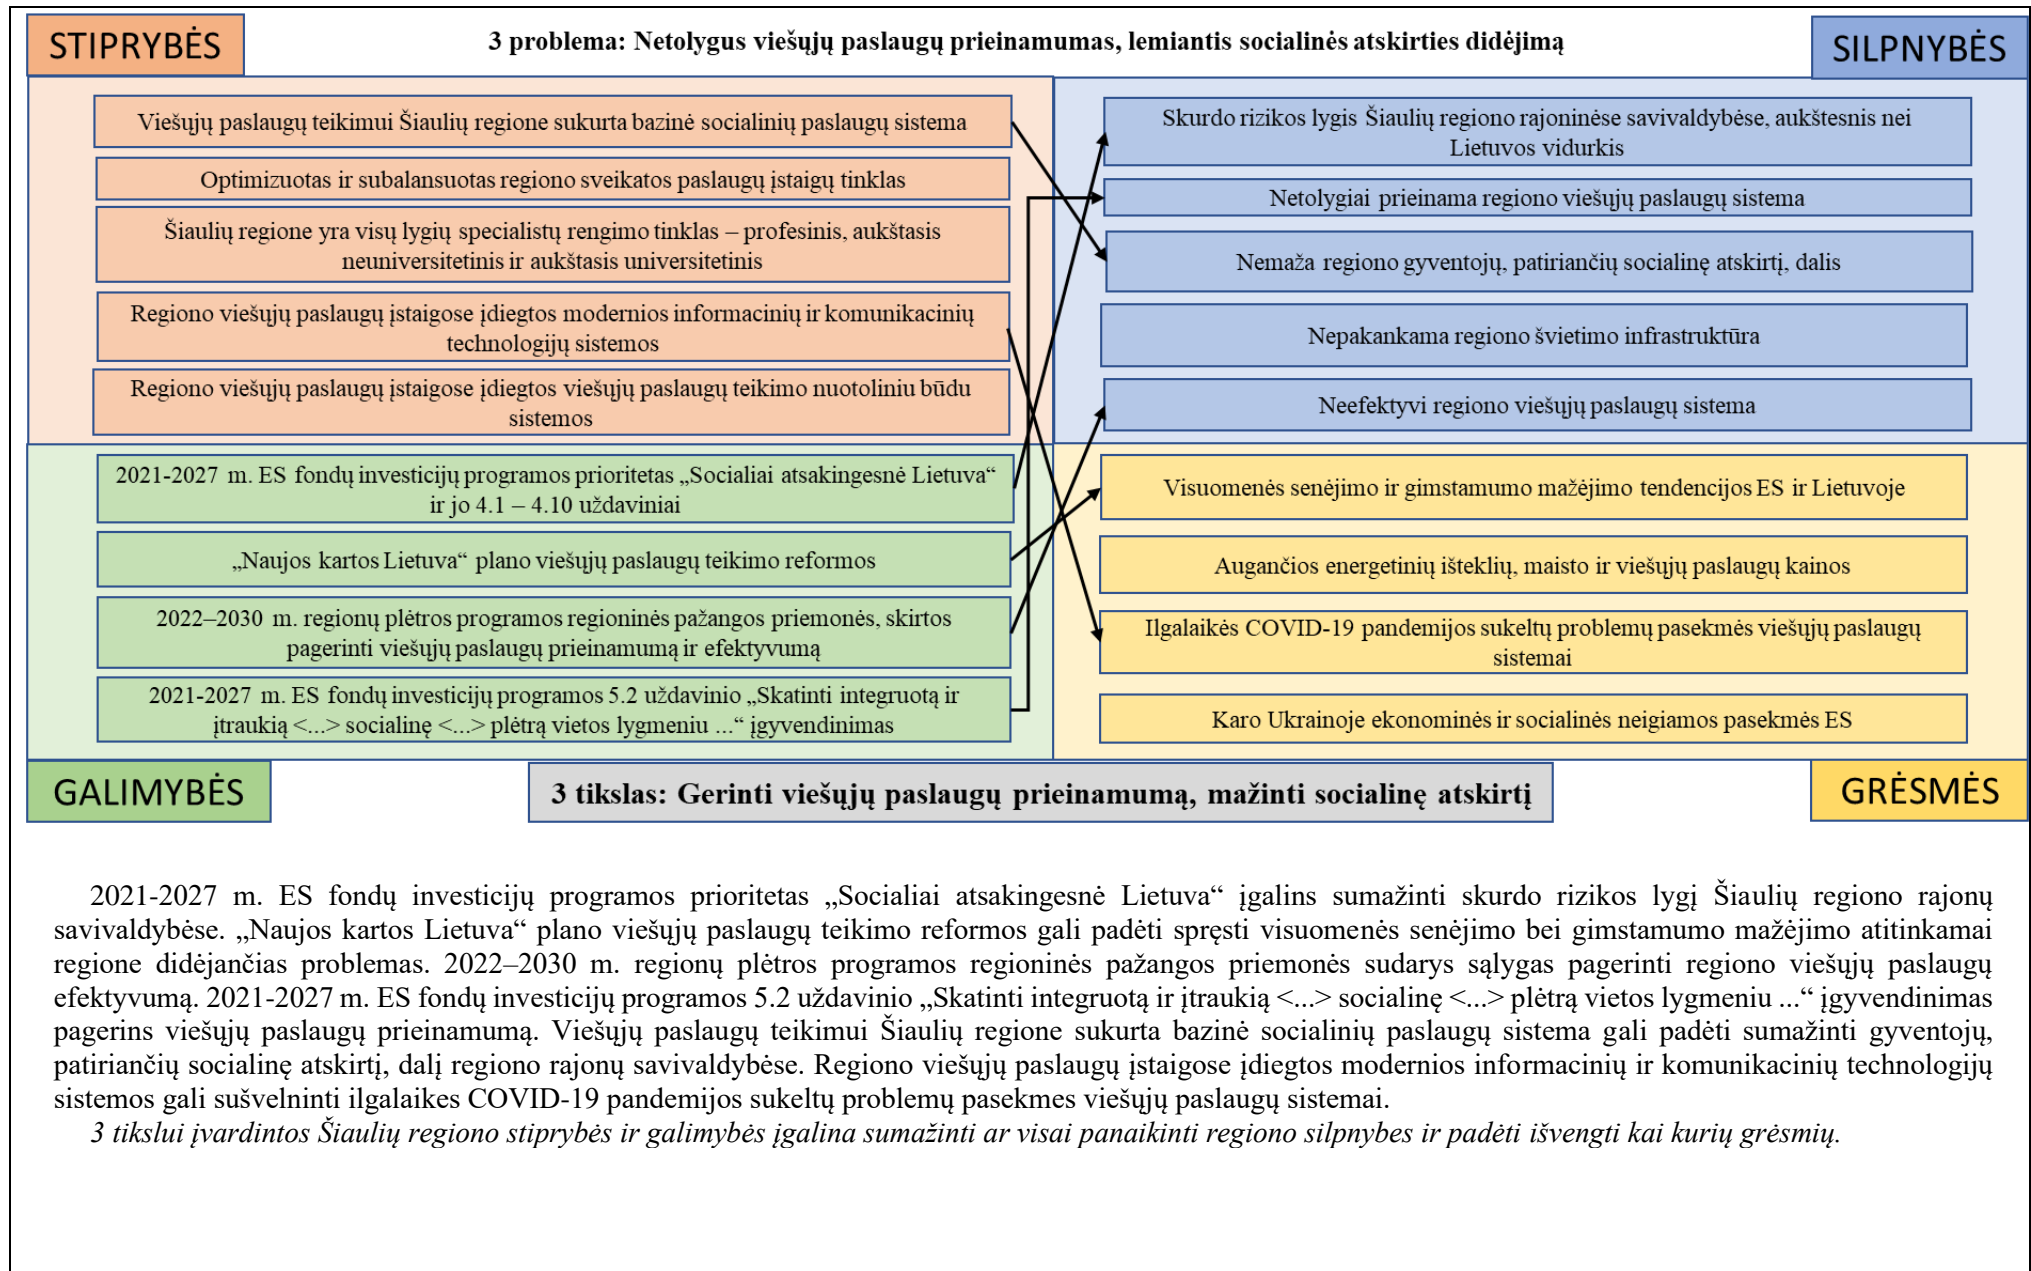 STIPRYBĖS
3 problema: Netolygus viešųjų paslaugų prieinamumas, lemiantis socialinės atskirties didėjimą
SILPNYBĖS
Viešųjų paslaugų teikimui Šiaulių regione sukurta bazinė socialinių paslaugų sistema
Optimizuotas ir subalansuotas regiono sveikatos paslaugų įstaigų tinklas
Šiaulių regione yra visų lygių specialistų rengimo tinklas – profesinis, aukštasis
neuniversitetinis ir aukštasis universitetinis
Regiono viešųjų paslaugų įstaigose įdiegtos modernios informacinių ir komunikacinių
technologijų sistemos
Regiono viešųjų paslaugų įstaigose įdiegtos viešųjų paslaugų teikimo nuotoliniu būdu
sistemos
Skurdo rizikos lygis Šiaulių regiono rajoninėse savivaldybėse, aukštesnis nei
Lietuvos vidurkis
Netolygiai prieinama regiono viešųjų paslaugų sistema
Nemaža regiono gyventojų, patiriančių socialinę atskirtį, dalis
Nepakankama regiono švietimo infrastruktūra
Neefektyvi regiono viešųjų paslaugų sistema
2021-2027 m. ES fondų investicijų programos prioritetas „Socialiai atsakingesnė Lietuva“
ir jo 4.1 – 4.10 uždaviniai
„Naujos kartos Lietuva“ plano viešųjų paslaugų teikimo reformos
2022–2030 m. regionų plėtros programos regioninės pažangos priemonės, skirtos
pagerinti viešųjų paslaugų prieinamumą ir efektyvumą
2021-2027 m. ES fondų investicijų programos 5.2 uždavinio „Skatinti integruotą ir
įtraukią <...> socialinę <...> plėtrą vietos lygmeniu ...“ įgyvendinimas
Visuomenės senėjimo ir gimstamumo mažėjimo tendencijos ES ir Lietuvoje
Augančios energetinių išteklių, maisto ir viešųjų paslaugų kainos
Ilgalaikės COVID-19 pandemijos sukeltų problemų pasekmės viešųjų paslaugų
sistemai
Karo Ukrainoje ekonominės ir socialinės neigiamos pasekmės ES
GALIMYBĖS
3 tikslas: Gerinti viešųjų paslaugų prieinamumą, mažinti socialinę atskirtį
GRĖSMĖS
2021-2027 m. ES fondų investicijų programos prioritetas „Socialiai atsakingesnė Lietuva“ įgalins sumažinti skurdo rizikos lygį Šiaulių regiono rajonų
savivaldybėse. „Naujos kartos Lietuva“ plano viešųjų paslaugų teikimo reformos gali padėti spręsti visuomenės senėjimo bei gimstamumo mažėjimo atitinkamai
regione didėjančias problemas. 2022–2030 m. regionų plėtros programos regioninės pažangos priemonės sudarys sąlygas pagerinti regiono viešųjų paslaugų
efektyvumą. 2021-2027 m. ES fondų investicijų programos 5.2 uždavinio „Skatinti integruotą ir įtraukią <...> socialinę <...> plėtrą vietos lygmeniu ...“ įgyvendinimas
pagerins viešųjų paslaugų prieinamumą. Viešųjų paslaugų teikimui Šiaulių regione sukurta bazinė socialinių paslaugų sistema gali padėti sumažinti gyventojų,
patiriančių socialinę atskirtį, dalį regiono rajonų savivaldybėse. Regiono viešųjų paslaugų įstaigose įdiegtos modernios informacinių ir komunikacinių technologijų
sistemos gali sušvelninti ilgalaikes COVID-19 pandemijos sukeltų problemų pasekmes viešųjų paslaugų sistemai.
3 tikslui įvardintos Šiaulių regiono stiprybės ir galimybės įgalina sumažinti ar visai panaikinti regiono silpnybes ir padėti išvengti kai kurių grėsmių.